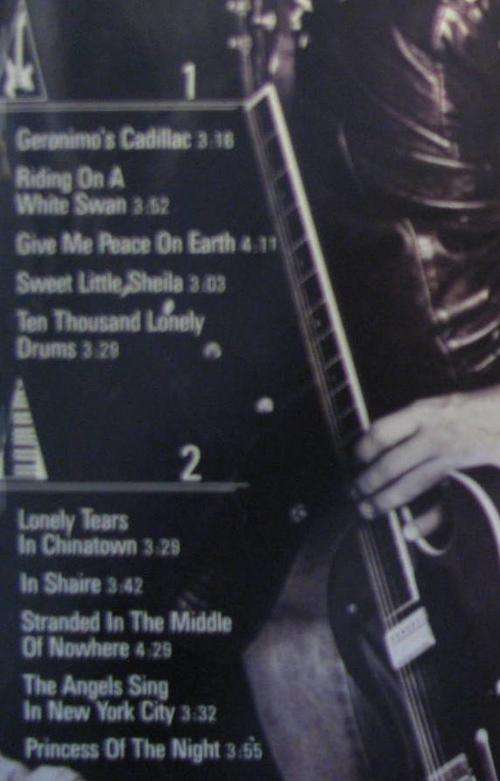 1
Geronimo's Cadillac 3:18
Riding On A
White Swan 3:52
Give Me Peace On Earth 4:11
Sweet Little Sheila 3:03
Ten Thousand Lonely
Drums 3:29
2
Lonely Tears
In Chinatown 3:29
In Shaire 3:42
Stranded In The Middle
Of Nowhere 4:29
The Angels Sing
In New York City 3:32
Princess Of The Night 3:55